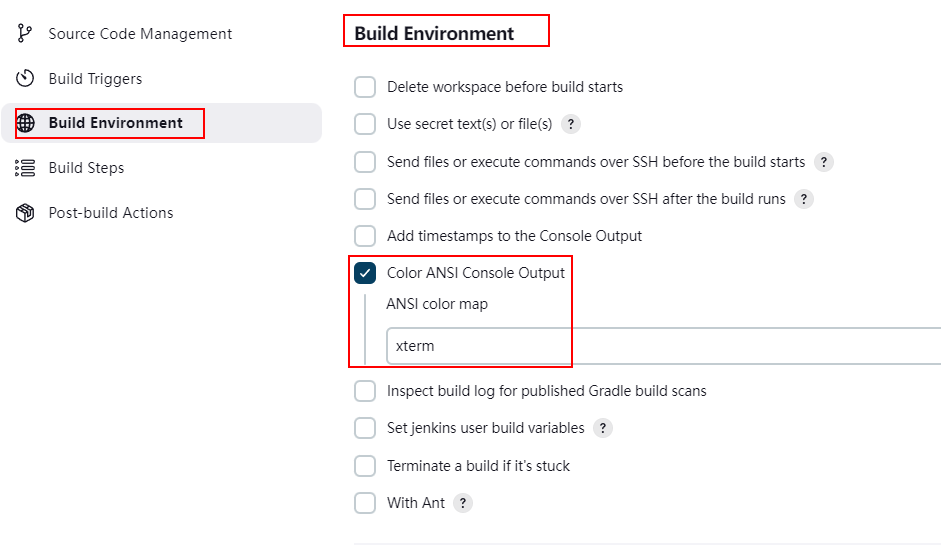 Source Code Management
Build Triggers
Build Environment
Build Steps
Post-build Actions
Build Environment
Delete workspace before build starts
Use secret text(s) or file(s) ?
Send files or execute commands over SSH before the build starts ?
Send files or execute commands over SSH after the build runs ?
Add timestamps to the Console Output
Color ANSI Console Output
ANSI color map
xterm
Inspect build log for published Gradle build scans
Set jenkins user build variables ?
Terminate a build if it's stuck
With Ant ?